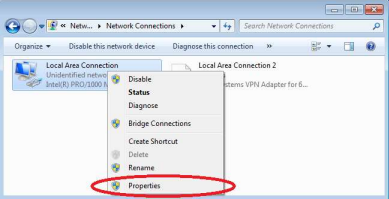 « Netw... ▸ Network Connections ▸
Search Network Connections
Organize ▾ Disable this network device Diagnose this connection »
Local Area Connection
Unidentified netwo
Intel(R) PRO/1000 M
Local Area Connection 2
stems VPN Adapter for 6...
Disable
Status
Diagnose
Bridge Connections
Create Shortcut
Delete
Rename
Properties